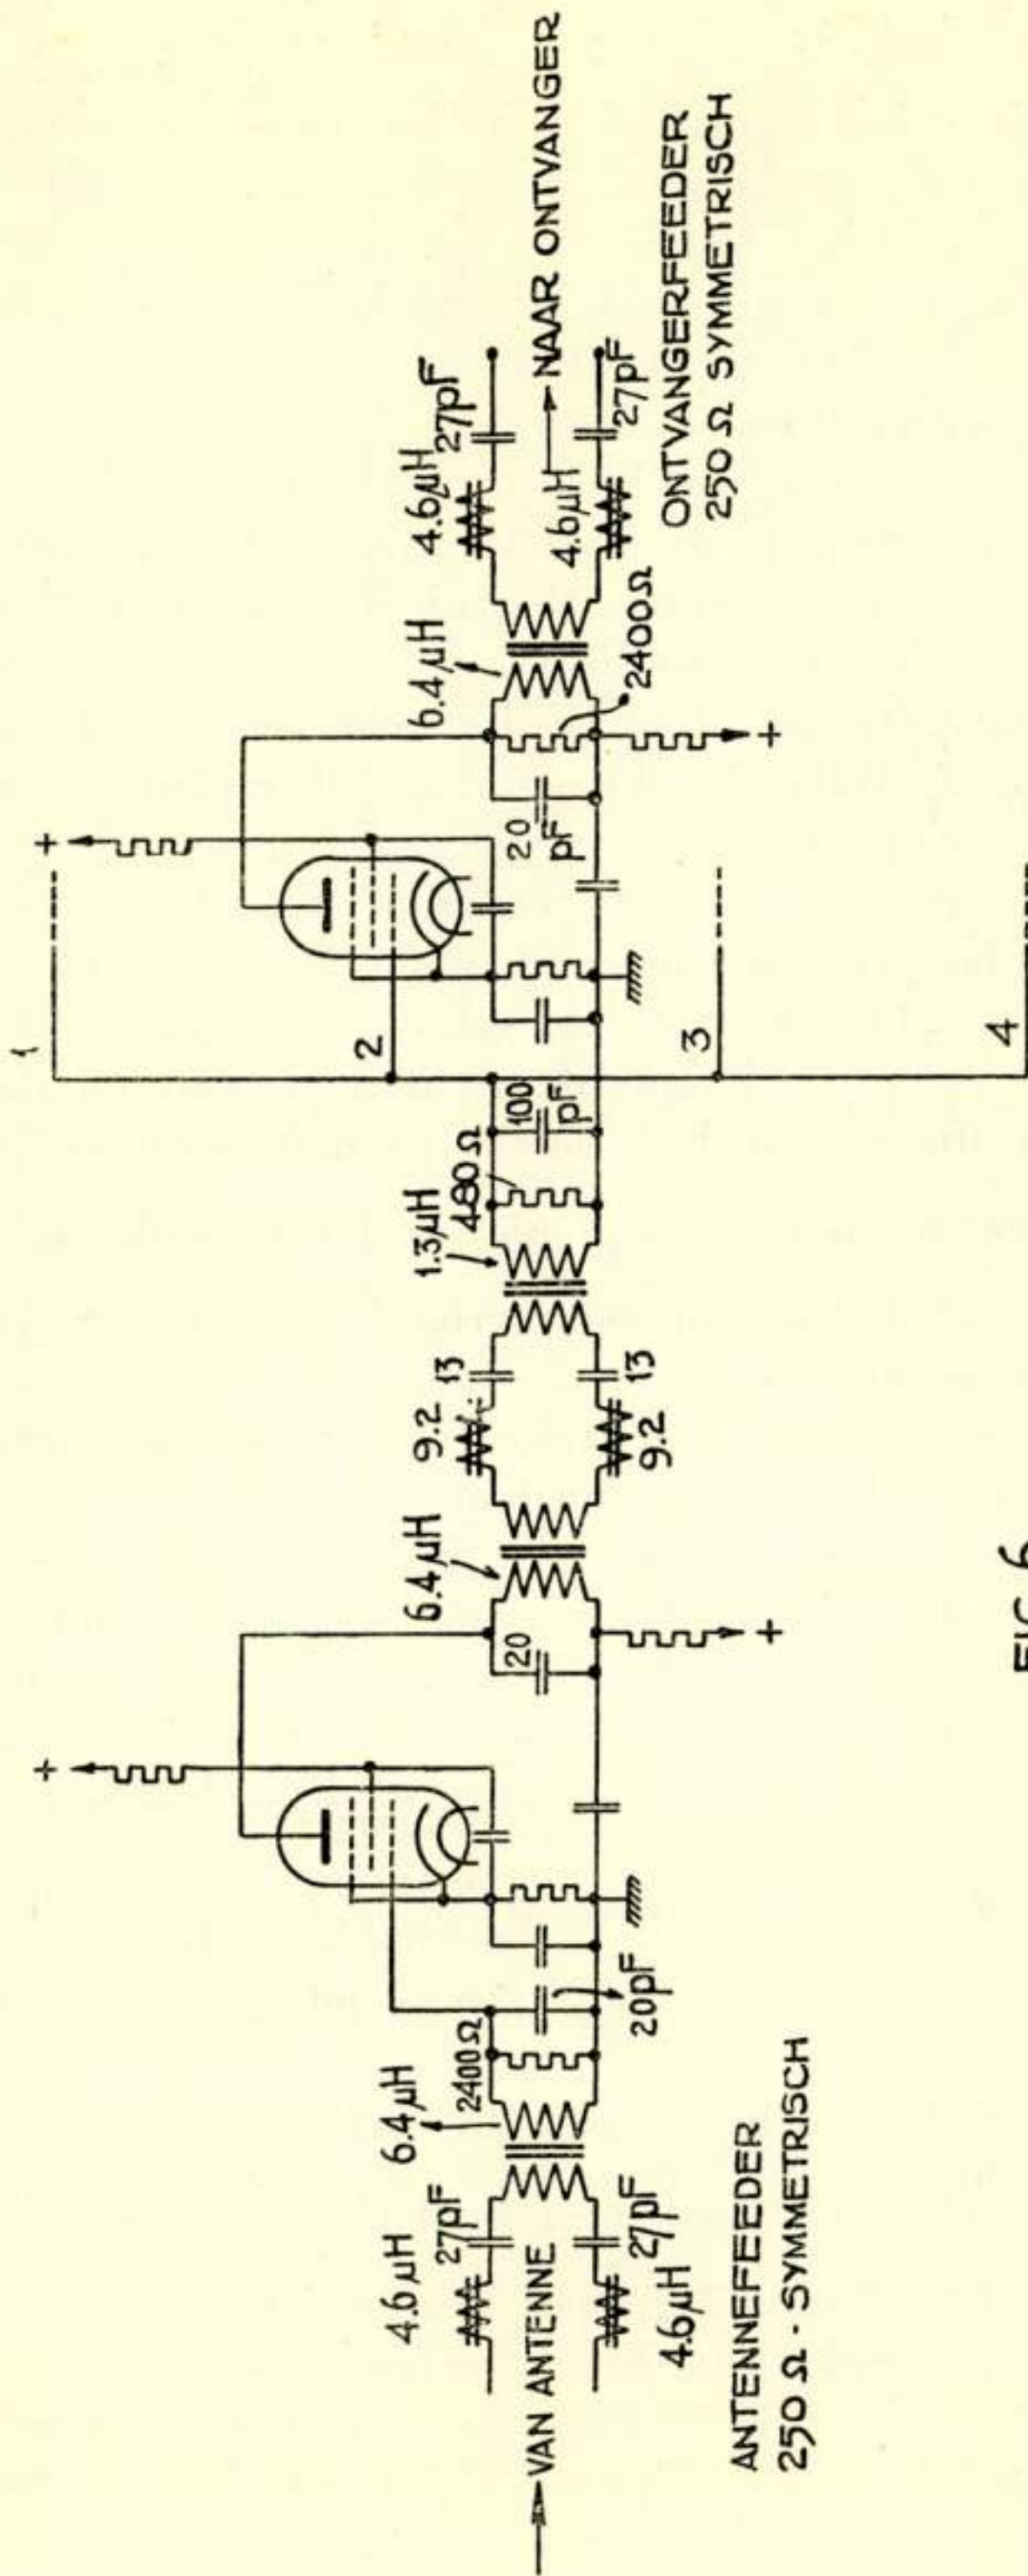 VAN ANTENNE
4.6µH
27pF
27pF
4.6µH
ANTENNEFEEDER
250 Ω - SYMMETRISCH
6.4µH
2400Ω
20pF
+
20
+
6.4µH
9.2
9.2
13
13
1.3µH
480Ω
100
pF
1
2
3
4
+
20
pF
+
6.4µH
2400Ω
4.6µH
27pF
4.6µH
27pF
NAAR ONTVANGER
ONTVANGERFEEDER
250 Ω SYMMETRISCH
FIG 6